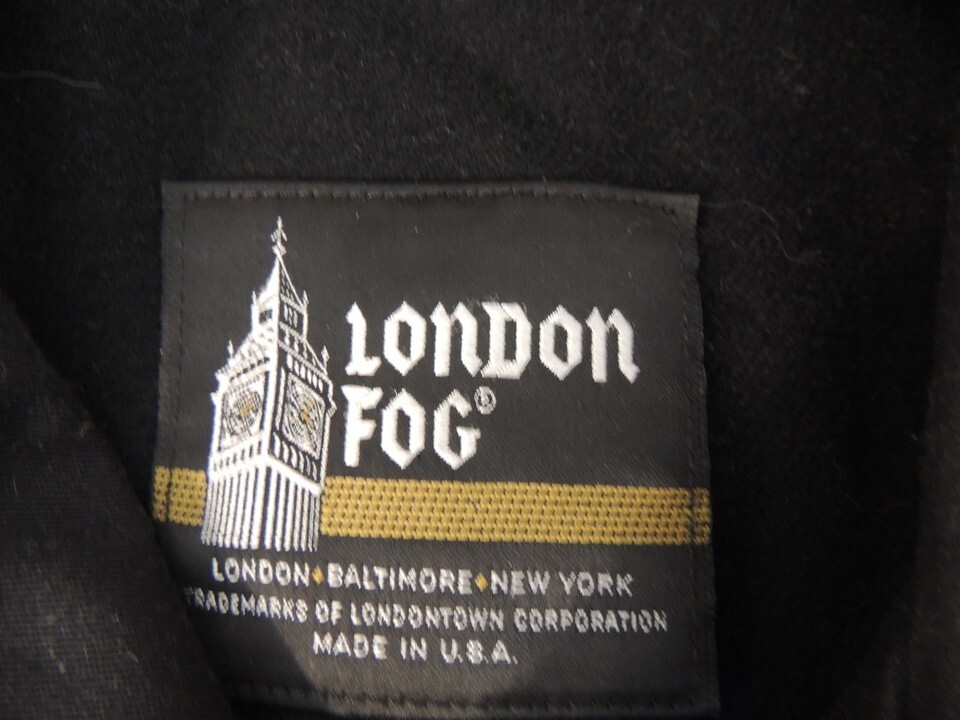 LONDON
FOG®
LONDON♦BALTIMORE♦NEW YORK
TRADEMARKS OF LONDONTOWN CORPORATION
MADE IN U.S.A.